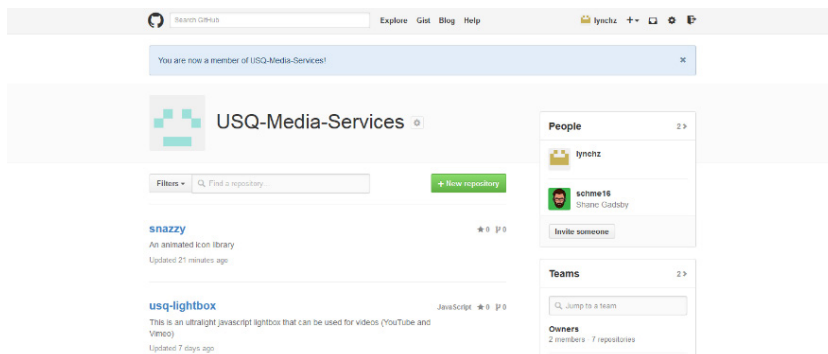 Search GitHub
Explore Gist Blog Help
lynchz
You are now a member of USQ-Media-Services!
USQ-Media-Services
People 2
lynchz
schme16
Shane Gadsby
Invite someone
Filters
Find a repository...
+ New repository
snazzy
0 0
An animated icon library
Updated 21 minutes ago
usq-lightbox
JavaScript 0 0
This is an ultralight javascript lightbox that can be used for videos (YouTube and
Vimeo)
Updated 7 days ago
Teams 2
Jump to a team
Owners
2 members · 7 repositories